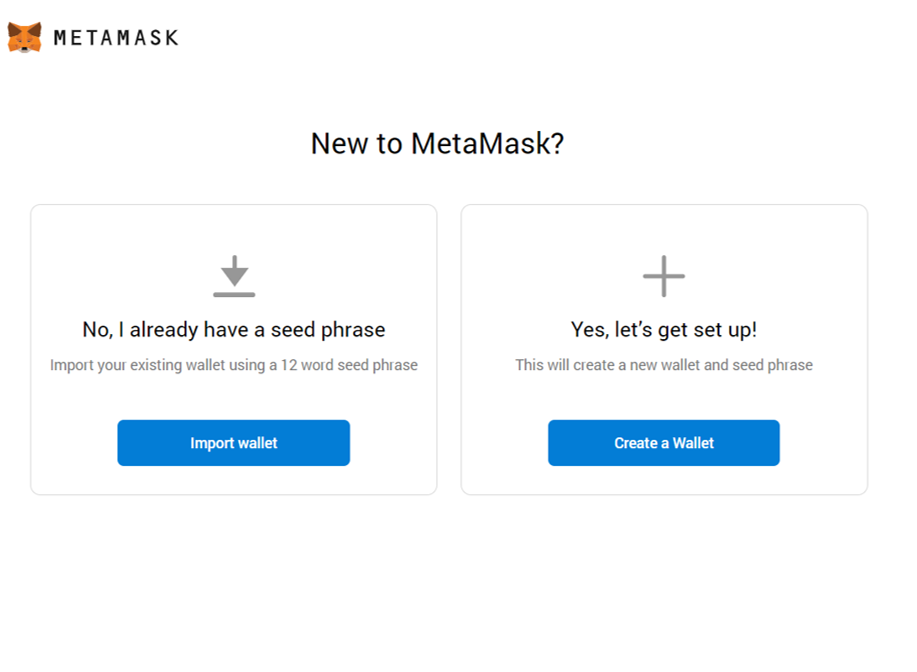 METAMASK
New to MetaMask?
No, I already have a seed phrase
Import your existing wallet using a 12 word seed phrase
Import wallet
Yes, let’s get set up!
This will create a new wallet and seed phrase
Create a Wallet